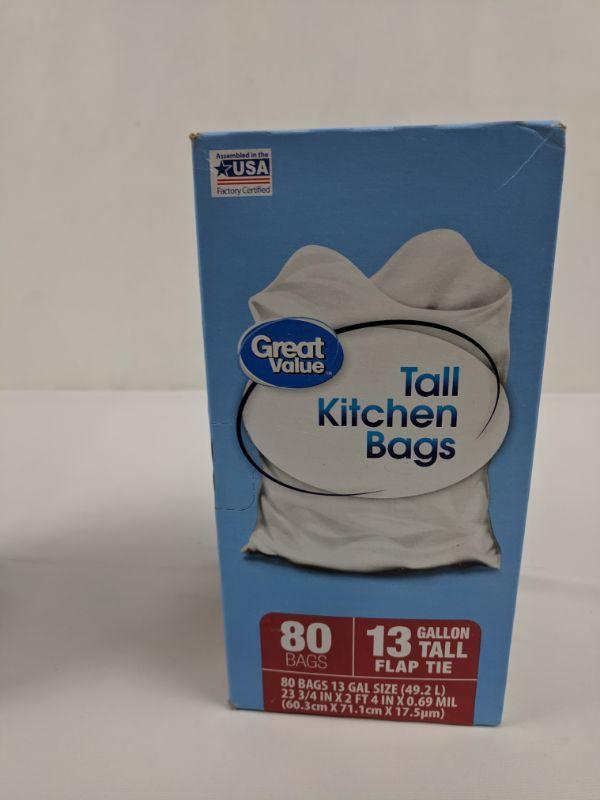 Assembled in the
USA
Factory Certified
Great
Value™
Tall
Kitchen
Bags
80
BAGS
13 GALLON
TALL
FLAP TIE
80 BAGS 13 GAL SIZE (49.2 L)
23 3/4 IN X 2 FT 4 IN X 0.69 MIL
(60.3cm X 71.1cm X 17.5µm)